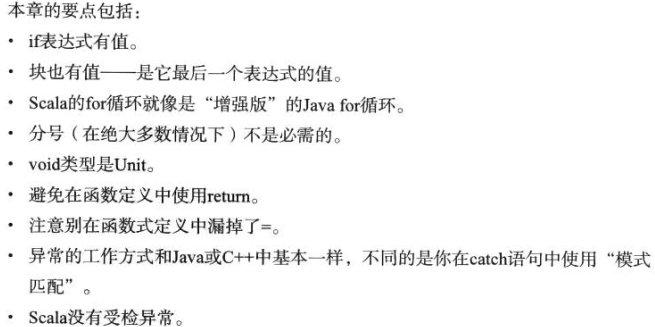 本章的要点包括：
• if表达式有值。
• 块也有值——是它最后一个表达式的值。
• Scala的for循环就像是“增强版”的Java for循环。
• 分号（在绝大多数情况下）不是必需的。
• void类型是Unit。
• 避免在函数定义中使用return。
• 注意别在函数式定义中漏掉了=。
• 异常的工作方式和Java或C++中基本一样，不同的是你在catch语句中使用“模式
匹配”。
• Scala没有受检异常。